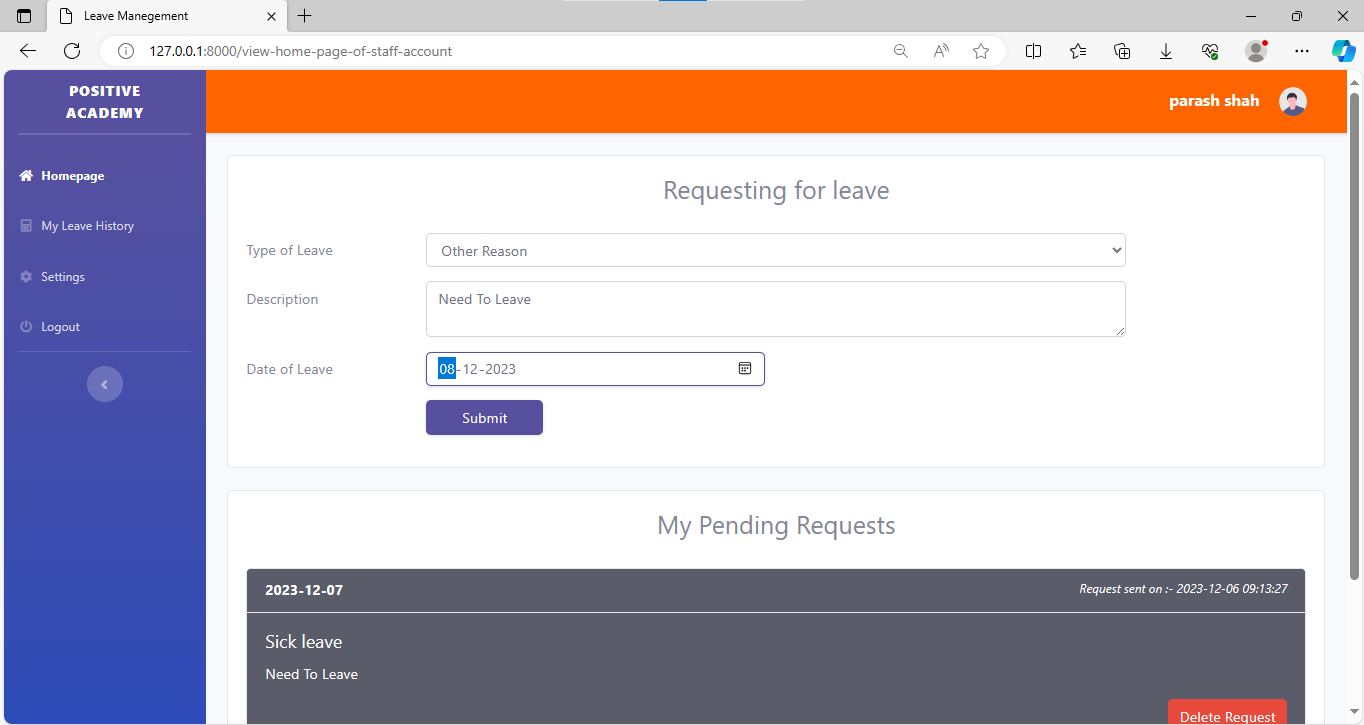 Leave Manegement
127.0.0.1:8000/view-home-page-of-staff-account
POSITIVE
ACADEMY
parash shah
Homepage
My Leave History
Settings
Logout
Requesting for leave
Type of Leave
Other Reason
Description
Need To Leave
Date of Leave
08-12-2023
Submit
My Pending Requests
2023-12-07
Request sent on :- 2023-12-06 09:13:27
Sick leave
Need To Leave
Delete Request